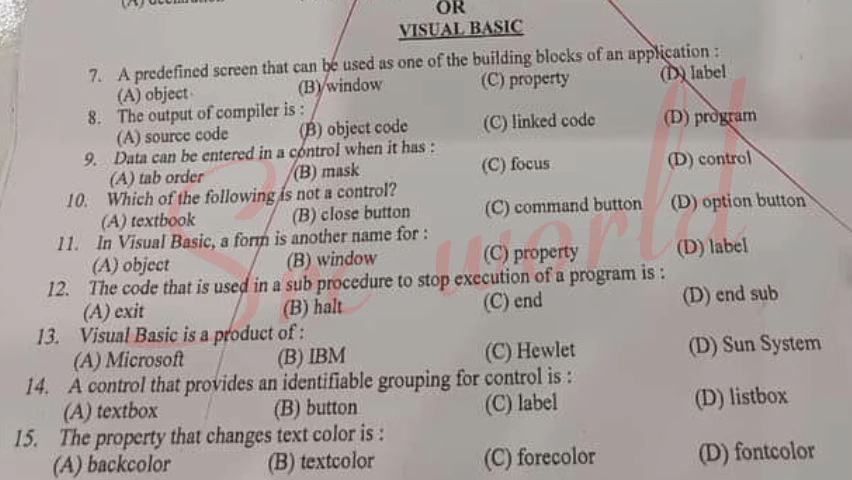 OR
VISUAL BASIC
7. A predefined screen that can be used as one of the building blocks of an application :
(A) object (B) window (C) property (D) label
8. The output of compiler is :
(A) source code (B) object code (C) linked code (D) program
9. Data can be entered in a control when it has :
(A) tab order (B) mask (C) focus (D) control
10. Which of the following is not a control?
(A) textbook (B) close button (C) command button (D) option button
11. In Visual Basic, a form is another name for :
(A) object (B) window (C) property (D) label
12. The code that is used in a sub procedure to stop execution of a program is :
(A) exit (B) halt (C) end (D) end sub
13. Visual Basic is a product of :
(A) Microsoft (B) IBM (C) Hewlet (D) Sun System
14. A control that provides an identifiable grouping for control is :
(A) textbox (B) button (C) label (D) listbox
15. The property that changes text color is :
(A) backcolor (B) textcolor (C) forecolor (D) fontcolor
world